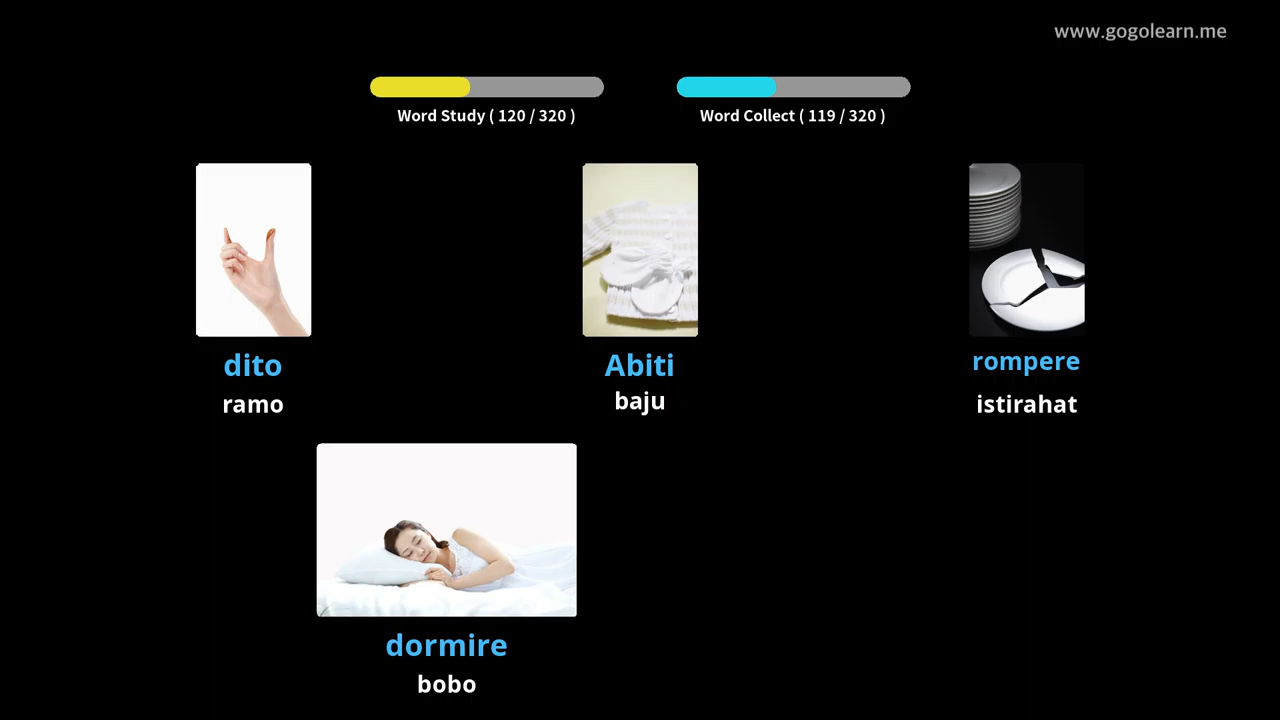 www.gogolearn.me
Word Study ( 120 / 320 )
Word Collect ( 119 / 320 )
dito
ramo
Abiti
baju
rompere
istirahat
dormire
bobo